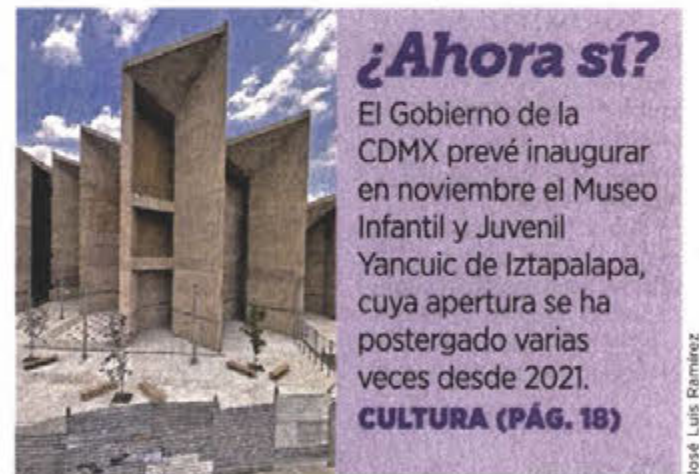 ¿Ahora sí?
El Gobierno de la
CDMX prevé inaugurar
en noviembre el Museo
Infantil y Juvenil
Yancuic de Iztapalapa,
cuya apertura se ha
postergado varias
veces desde 2021.
CULTURA (PÁG. 18)
José Luis Ramírez